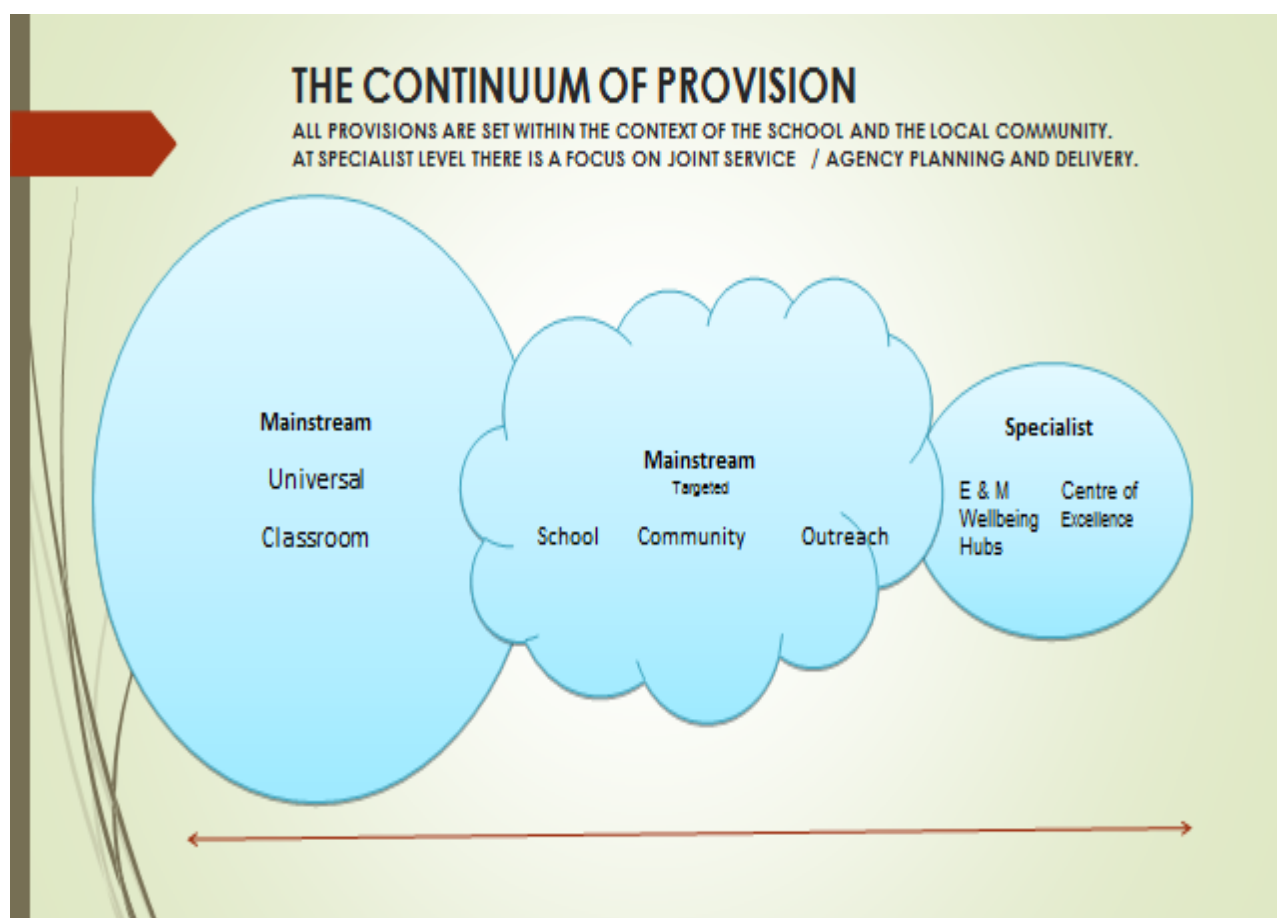 THE CONTINUUM OF PROVISION
ALL PROVISIONS ARE SET WITHIN THE CONTEXT OF THE SCHOOL AND THE LOCAL COMMUNITY.
AT SPECIALIST LEVEL THERE IS A FOCUS ON JOINT SERVICE / AGENCY PLANNING AND DELIVERY.
Mainstream
Universal
Classroom
Mainstream
Targeted
School Community Outreach
Specialist
E & M
Wellbeing
Hubs
Centre of
Excellence